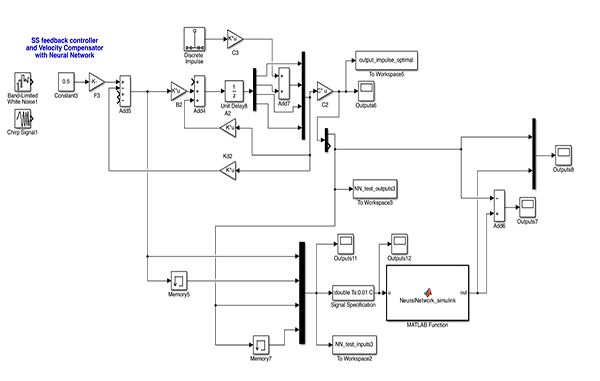 SS feedback controller
and Velocity Compensator
with Neural Network
Band-Limited
White Noise1
Chirp Signal1
0.5
Constant3
K-
F3
Add5
Discrete
Impulse
K*u
C3
K*u
B2
Add4
1
z
Unit Delay8
A2
K*u
Add7
C* u
C2
output_impulse_optimal
To Workspace5
Outputs6
Kd2
K*u
NN_test_outputs3
To Workspace3
Outputs8
Add6
Outputs7
Memory5
Memory7
Outputs11
Outputs12
double Ts:0.01 C
Signal Specification
NN_test_inputs3
To Workspace2
u
NeuralNetwork_simulink
out
MATLAB Function